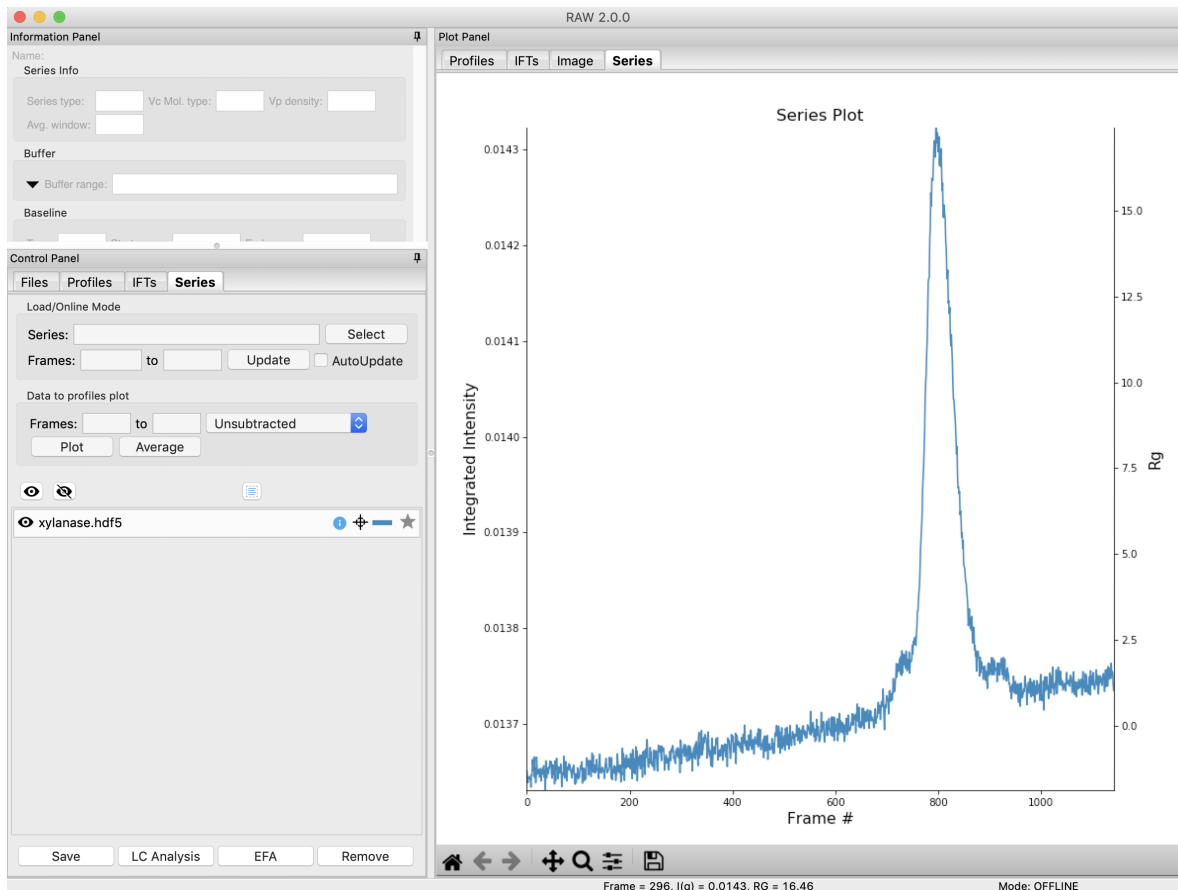 RAW 2.0.0
Information Panel
Name:
Series Info
Series type: Vc Mol. type: Vp density:
Avg. window:
Buffer
Buffer range:
Baseline
Control Panel
Files Profiles IFTs Series
Load/Online Mode
Series: Select
Frames: to Update AutoUpdate
Data to profiles plot
Frames: to Unsubtracted
Plot Average
xylanase.hdf5
Save LC Analysis EFA Remove
Plot Panel
Profiles IFTs Image Series
Series Plot
Integrated Intensity
0.0143
0.0142
0.0141
0.0140
0.0139
0.0138
0.0137
15.0
12.5
10.0
7.5
5.0
2.5
0.0
Rg
0 200 400 600 800 1000
Frame #
Frame = 296, I(q) = 0.0143, RG = 16.46 Mode: OFFLINE